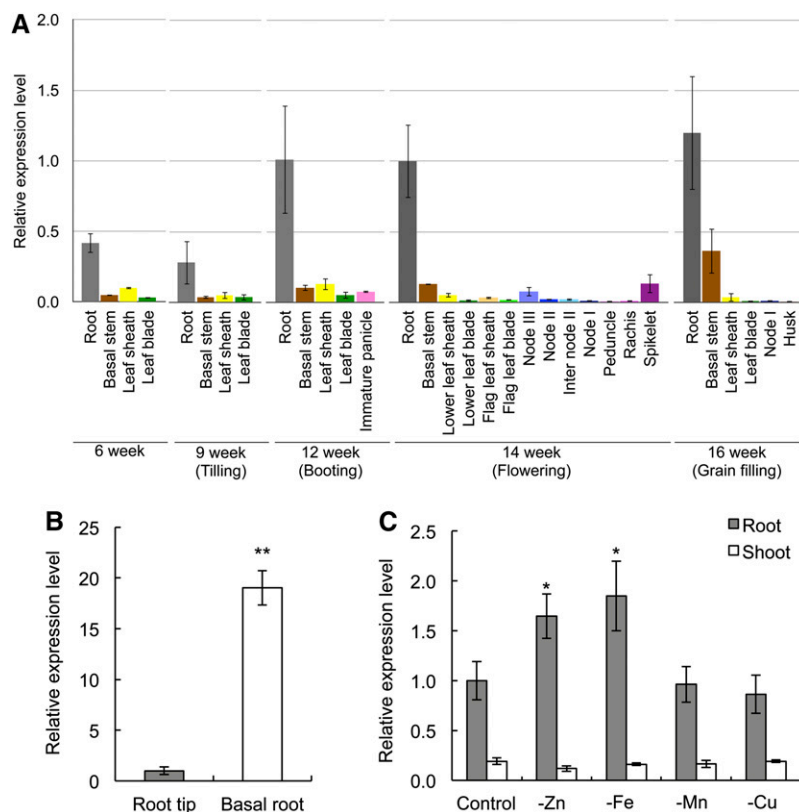 A
Relative expression level
2.0
1.5
1.0
0.5
0.0
Root
Basal stem
Leaf sheath
Leaf blade
Root
Basal stem
Leaf sheath
Leaf blade
Root
Basal stem
Leaf sheath
Leaf blade
Immature panicle
Root
Basal stem
Lower leaf sheath
Lower leaf blade
Flag leaf sheath
Flag leaf blade
Node III
Node II
Inter node II
Node I
Peduncle
Rachis
Spikelet
Root
Basal stem
Leaf sheath
Leaf blade
Node I
Husk
6 week
9 week
(Tilling)
12 week
(Booting)
14 week
(Flowering)
16 week
(Grain filling)
B
Relative expression level
25
20
15
10
5
0
**
Root tip
Basal root
C
Relative expression level
2.5
2.0
1.5
1.0
0.5
0
Root
Shoot
*
*
Control
-Zn
-Fe
-Mn
-Cu